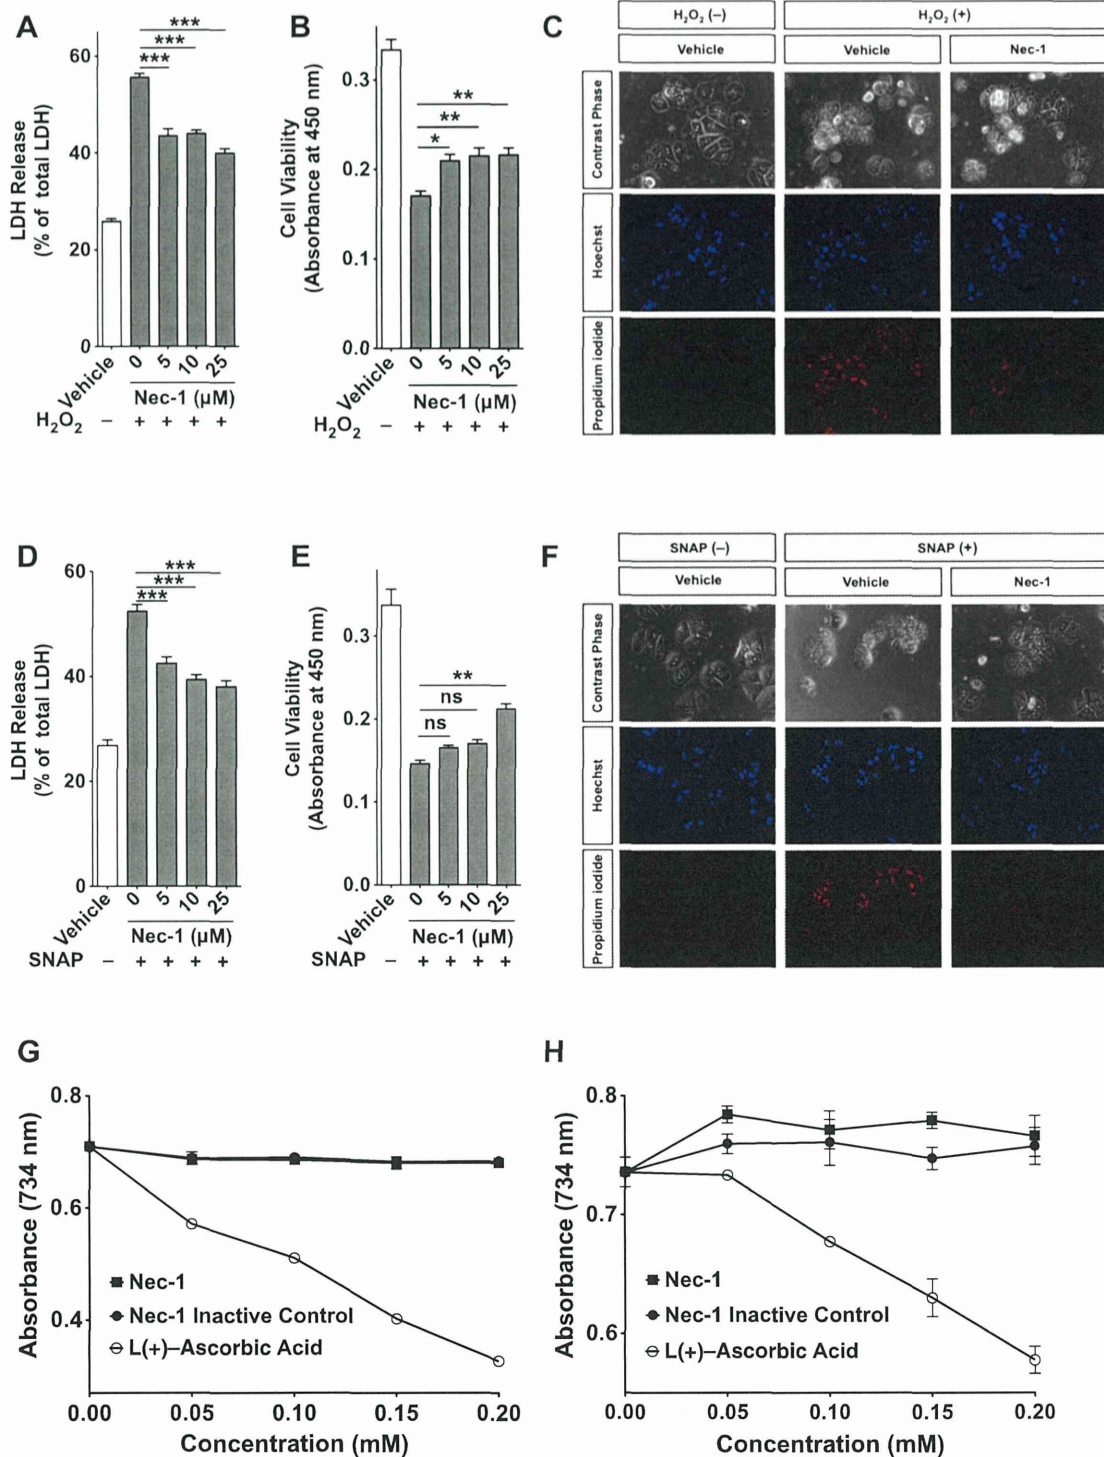 A
LDH Release
(% of total LDH)
60
40
20
0
***
***
***
Vehicle
0
5
10
25
Nec-1 (µM)
H₂O₂ – + + + +
B
Cell Viability
(Absorbance at 450 nm)
0.3
0.2
0.1
0.0
**
**
*
Vehicle
0
5
10
25
Nec-1 (µM)
H₂O₂ – + + + +
C
H₂O₂ (–)
H₂O₂ (+)
Vehicle
Vehicle
Nec-1
Contrast Phase
Hoechst
Propidium iodide
D
LDH Release
(% of total LDH)
60
40
20
0
***
***
***
Vehicle
0
5
10
25
Nec-1 (µM)
SNAP – + + + +
E
Cell Viability
(Absorbance at 450 nm)
0.3
0.2
0.1
0.0
**
ns
ns
Vehicle
0
5
10
25
Nec-1 (µM)
SNAP – + + + +
F
SNAP (–)
SNAP (+)
Vehicle
Vehicle
Nec-1
Contrast Phase
Hoechst
Propidium iodide
G
Absorbance (734 nm)
0.8
0.6
0.4
Nec-1
Nec-1 Inactive Control
L(+)–Ascorbic Acid
0.00 0.05 0.10 0.15 0.20
Concentration (mM)
H
Absorbance (734 nm)
0.8
0.7
0.6
Nec-1
Nec-1 Inactive Control
L(+)–Ascorbic Acid
0.00 0.05 0.10 0.15 0.20
Concentration (mM)